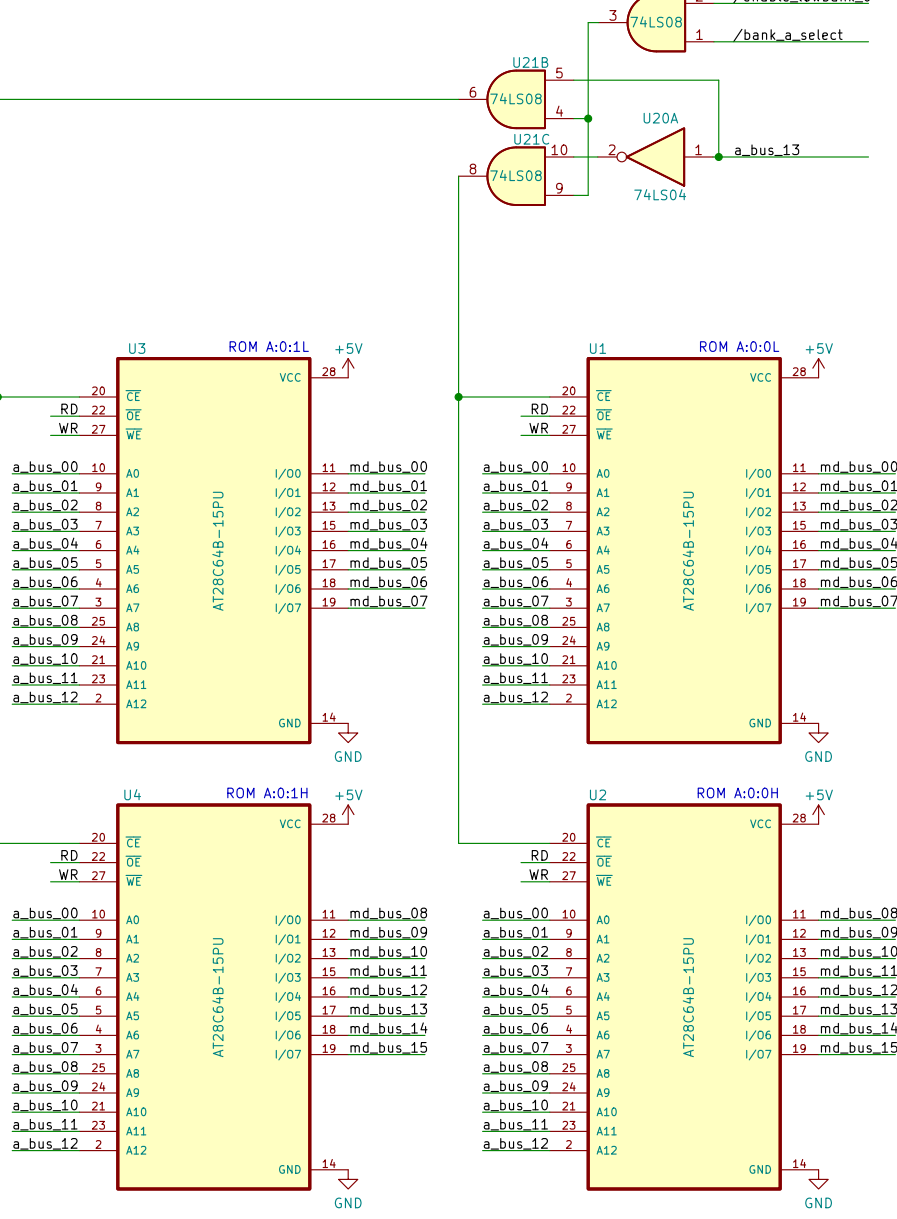 3
74LS08
2
1
/bank_a_select
U21B
6
74LS08
5
4
U20A
2
1
a_bus_13
74LS04
U21C
8
74LS08
10
9
U3
ROM A:0:1L
+5V
VCC
28
20
CE
RD
22
OE
WR
27
WE
a_bus_00 10 A0 I/O0 11 md_bus_00
a_bus_01 9 A1 I/O1 12 md_bus_01
a_bus_02 8 A2 I/O2 13 md_bus_02
a_bus_03 7 A3 I/O3 15 md_bus_03
a_bus_04 6 A4 I/O4 16 md_bus_04
a_bus_05 5 A5 I/O5 17 md_bus_05
a_bus_06 4 A6 I/O6 18 md_bus_06
a_bus_07 3 A7 I/O7 19 md_bus_07
a_bus_08 25 A8
a_bus_09 24 A9
a_bus_10 21 A10
a_bus_11 23 A11
a_bus_12 2 A12
AT28C64B-15PU
GND 14
GND
U1
ROM A:0:0L
+5V
VCC
28
20
CE
RD
22
OE
WR
27
WE
a_bus_00 10 A0 I/O0 11 md_bus_00
a_bus_01 9 A1 I/O1 12 md_bus_01
a_bus_02 8 A2 I/O2 13 md_bus_02
a_bus_03 7 A3 I/O3 15 md_bus_03
a_bus_04 6 A4 I/O4 16 md_bus_04
a_bus_05 5 A5 I/O5 17 md_bus_05
a_bus_06 4 A6 I/O6 18 md_bus_06
a_bus_07 3 A7 I/O7 19 md_bus_07
a_bus_08 25 A8
a_bus_09 24 A9
a_bus_10 21 A10
a_bus_11 23 A11
a_bus_12 2 A12
AT28C64B-15PU
GND 14
GND
U4
ROM A:0:1H
+5V
VCC
28
20
CE
RD
22
OE
WR
27
WE
a_bus_00 10 A0 I/O0 11 md_bus_08
a_bus_01 9 A1 I/O1 12 md_bus_09
a_bus_02 8 A2 I/O2 13 md_bus_10
a_bus_03 7 A3 I/O3 15 md_bus_11
a_bus_04 6 A4 I/O4 16 md_bus_12
a_bus_05 5 A5 I/O5 17 md_bus_13
a_bus_06 4 A6 I/O6 18 md_bus_14
a_bus_07 3 A7 I/O7 19 md_bus_15
a_bus_08 25 A8
a_bus_09 24 A9
a_bus_10 21 A10
a_bus_11 23 A11
a_bus_12 2 A12
AT28C64B-15PU
GND 14
GND
U2
ROM A:0:0H
+5V
VCC
28
20
CE
RD
22
OE
WR
27
WE
a_bus_00 10 A0 I/O0 11 md_bus_08
a_bus_01 9 A1 I/O1 12 md_bus_09
a_bus_02 8 A2 I/O2 13 md_bus_10
a_bus_03 7 A3 I/O3 15 md_bus_11
a_bus_04 6 A4 I/O4 16 md_bus_12
a_bus_05 5 A5 I/O5 17 md_bus_13
a_bus_06 4 A6 I/O6 18 md_bus_14
a_bus_07 3 A7 I/O7 19 md_bus_15
a_bus_08 25 A8
a_bus_09 24 A9
a_bus_10 21 A10
a_bus_11 23 A11
a_bus_12 2 A12
AT28C64B-15PU
GND 14
GND